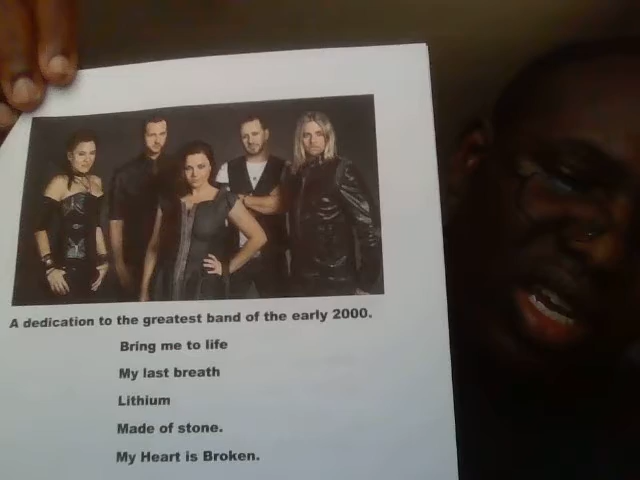 A dedication to the greatest band of the early 2000.
Bring me to life
My last breath
Lithium
Made of stone.
My Heart is Broken.